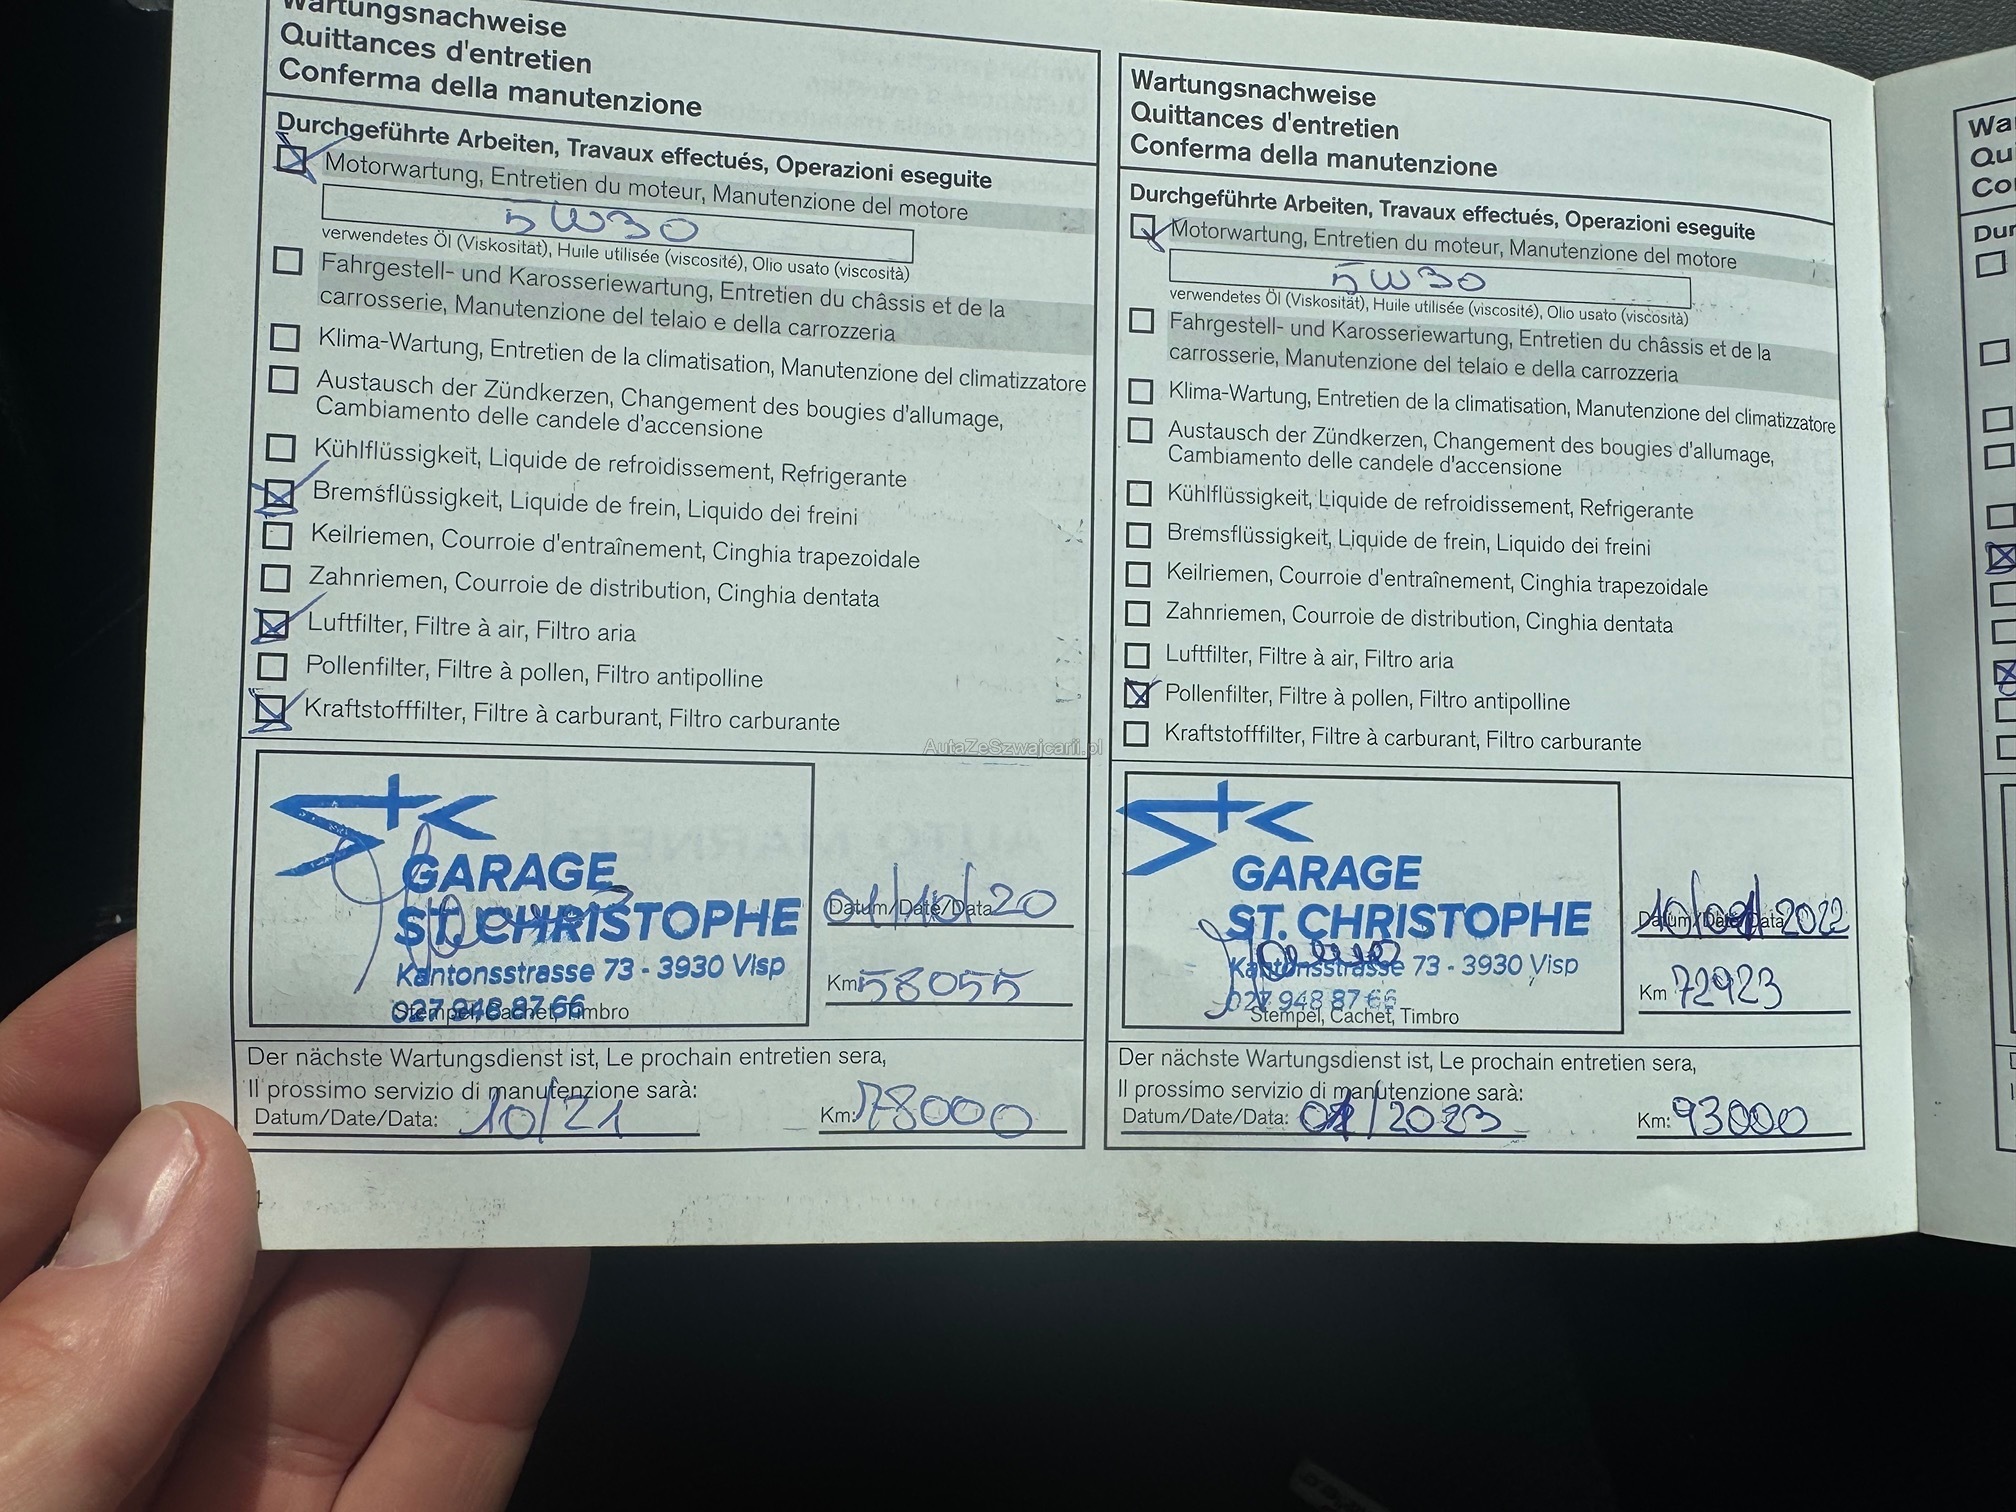 Wartungsnachweise
Quittances d'entretien
Conferma della manutenzione
Durchgeführte Arbeiten, Travaux effectués, Operazioni eseguite
Motorwartung, Entretien du moteur, Manutenzione del motore
5W30
verwendetes Öl (Viskosität), Huile utilisée (viscosité), Olio usato (viscosità)
Fahrgestell- und Karosseriewartung, Entretien du châssis et de la
carrosserie, Manutenzione del telaio e della carrozzeria
Klima-Wartung, Entretien de la climatisation, Manutenzione del climatizzatore
Austausch der Zündkerzen, Changement des bougies d'allumage,
Cambiamento delle candele d'accensione
Kühlflüssigkeit, Liquide de refroidissement, Refrigerante
Bremsflüssigkeit, Liquide de frein, Liquido dei freini
Keilriemen, Courroie d'entraînement, Cinghia trapezoidale
Zahnriemen, Courroie de distribution, Cinghia dentata
Luftfilter, Filtre à air, Filtro aria
Pollenfilter, Filtre à pollen, Filtro antipolline
Kraftstofffilter, Filtre à carburant, Filtro carburante
GARAGE
ST. CHRISTOPHE
Kantonsstrasse 73 - 3930 Visp
027 948 87 66
Stempel, Cachet, Timbro
01/10/20
Datum/Date/Data
Km 58055
Der nächste Wartungsdienst ist, Le prochain entretien sera,
Il prossimo servizio di manutenzione sarà:
Datum/Date/Data: 10/21 Km: 78000
Wartungsnachweise
Quittances d'entretien
Conferma della manutenzione
Durchgeführte Arbeiten, Travaux effectués, Operazioni eseguite
Motorwartung, Entretien du moteur, Manutenzione del motore
5W30
verwendetes Öl (Viskosität), Huile utilisée (viscosité), Olio usato (viscosità)
Fahrgestell- und Karosseriewartung, Entretien du châssis et de la
carrosserie, Manutenzione del telaio e della carrozzeria
Klima-Wartung, Entretien de la climatisation, Manutenzione del climatizzatore
Austausch der Zündkerzen, Changement des bougies d'allumage,
Cambiamento delle candele d'accensione
Kühlflüssigkeit, Liquide de refroidissement, Refrigerante
Bremsflüssigkeit, Liquide de frein, Liquido dei freini
Keilriemen, Courroie d'entraînement, Cinghia trapezoidale
Zahnriemen, Courroie de distribution, Cinghia dentata
Luftfilter, Filtre à air, Filtro aria
Pollenfilter, Filtre à pollen, Filtro antipolline
Kraftstofffilter, Filtre à carburant, Filtro carburante
GARAGE
ST. CHRISTOPHE
Kantonsstrasse 73 - 3930 Visp
027 948 87 66
Stempel, Cachet, Timbro
10/01/2022
Datum/Date/Data
Km 72923
Der nächste Wartungsdienst ist, Le prochain entretien sera,
Il prossimo servizio di manutenzione sarà:
Datum/Date/Data: 01/2023 Km: 93000
Wa
Qu
Co
Dur
AutaZeSzwajcarii.pl